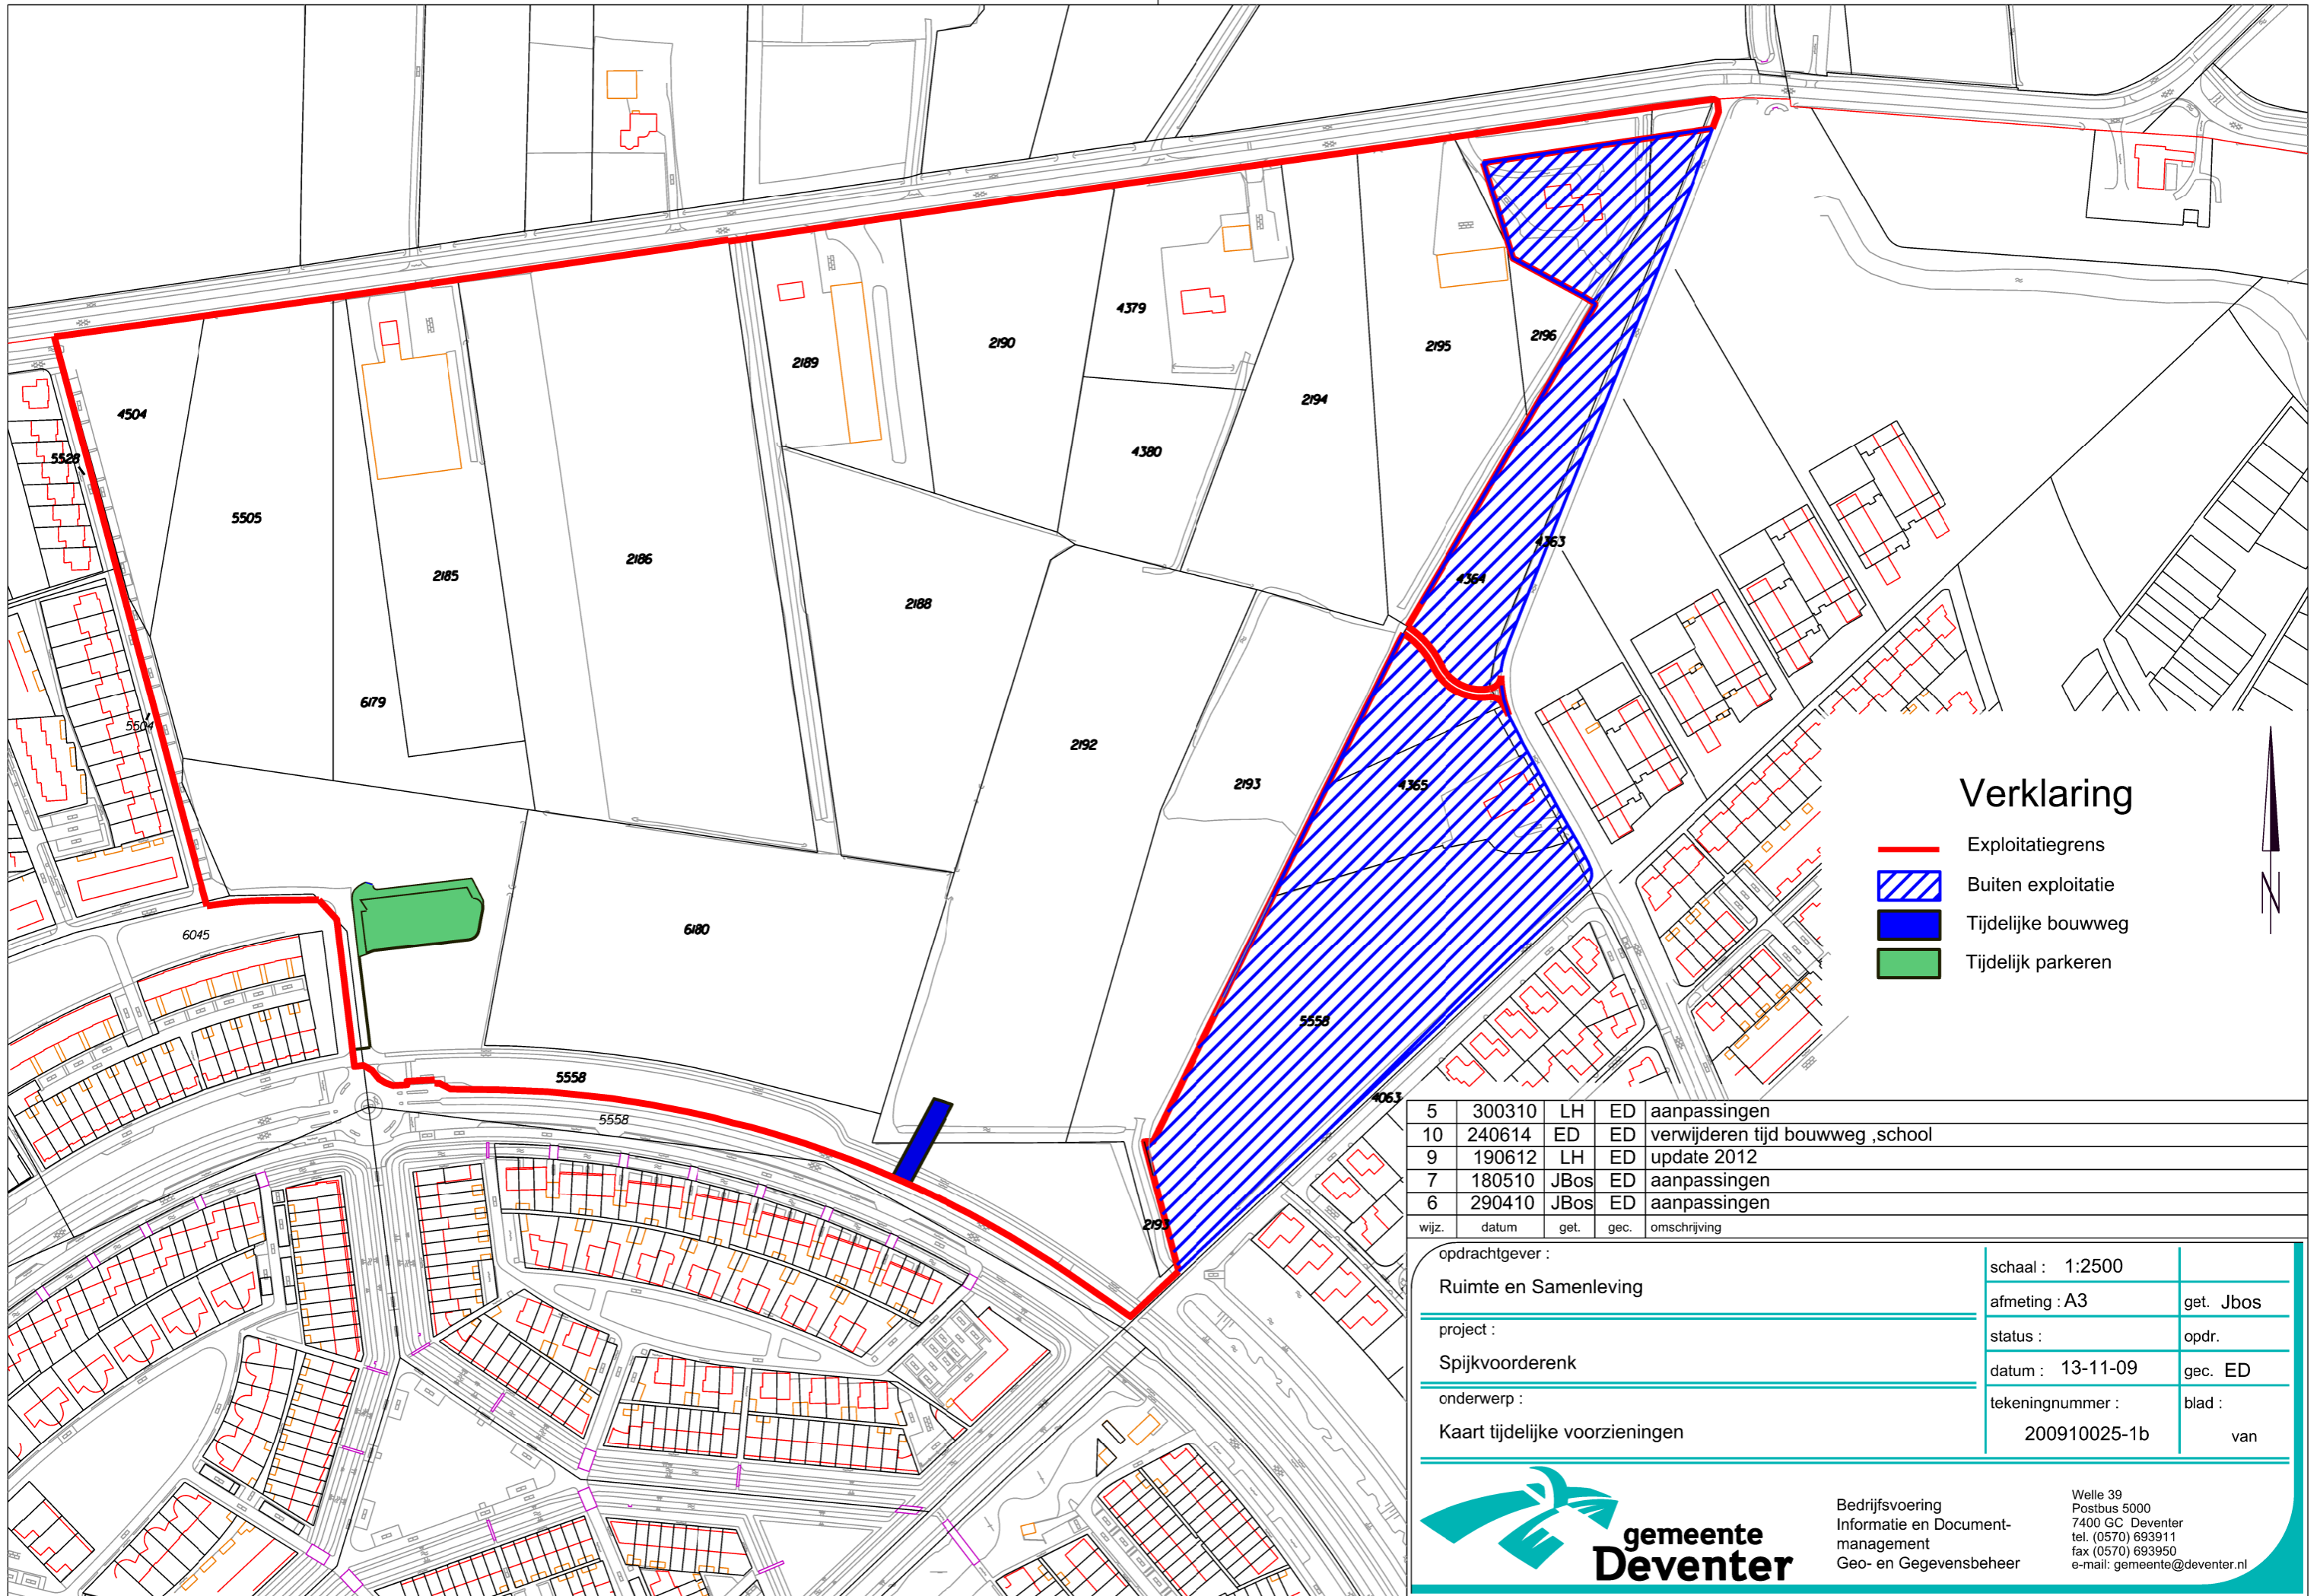 4504
5528
5505
2185
2186
6179
5504
2189
2190
4379
4380
2194
2195
2196
2188
2192
2193
4363
4364
4365
6045
6180
5558
5558
5558
4063
2193
Verklaring
Exploitatiegrens
Buiten exploitatie
Tijdelijke bouwweg
Tijdelijk parkeren
N
5 300310 LH ED aanpassingen
10 240614 ED ED verwijderen tijd bouwweg ,school
9 190612 LH ED update 2012
7 180510 JBos ED aanpassingen
6 290410 JBos ED aanpassingen
wijz. datum get. gec. omschrijving
opdrachtgever :
Ruimte en Samenleving
project :
Spijkvoorderenk
onderwerp :
Kaart tijdelijke voorzieningen
schaal : 1:2500
afmeting : A3 get. Jbos
status : opdr.
datum : 13-11-09 gec. ED
tekeningnummer : blad :
200910025-1b van
gemeente
Deventer
Bedrijfsvoering
Informatie en Document-
management
Geo- en Gegevensbeheer
Welle 39
Postbus 5000
7400 GC Deventer
tel. (0570) 693911
fax (0570) 693950
e-mail: gemeente@deventer.nl